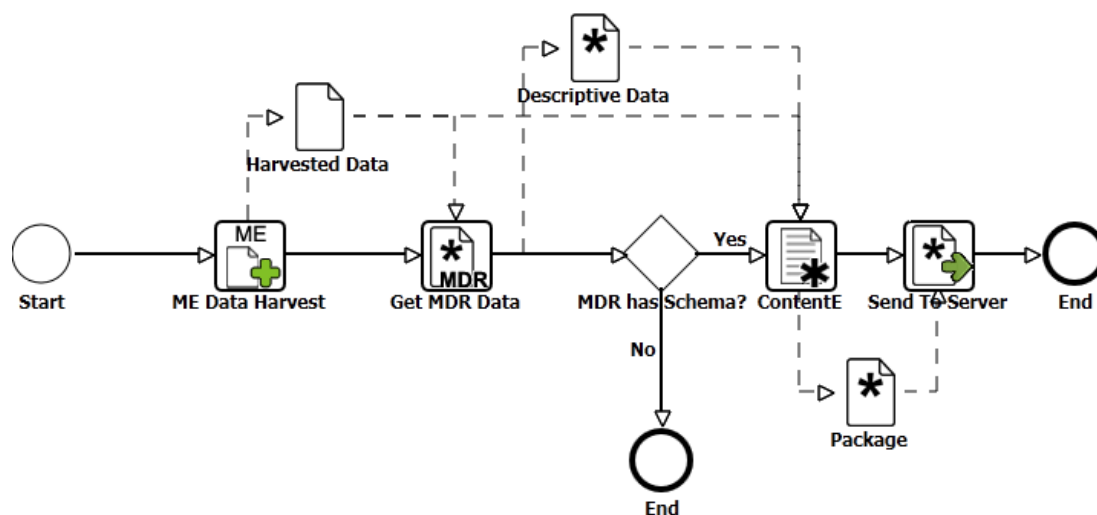 Descriptive Data
Harvested Data
ME
MDR
Yes
Start
ME Data Harvest
Get MDR Data
MDR has Schema?
ContentE
Send To Server
End
No
Package
End